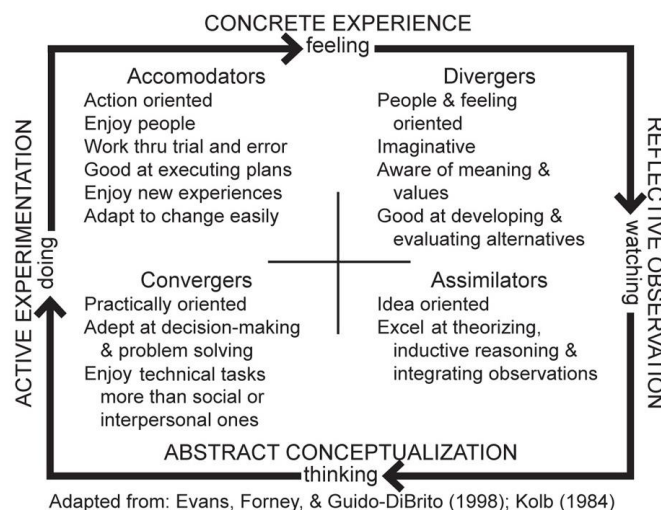 CONCRETE EXPERIENCE
feeling
Accomodators
Action oriented
Enjoy people
Work thru trial and error
Good at executing plans
Enjoy new experiences
Adapt to change easily
Divergers
People & feeling
oriented
Imaginative
Aware of meaning &
values
Good at developing &
evaluating alternatives
REFLECTIVE OBSERVATION
watching
ACTIVE EXPERIMENTATION
doing
Convergers
Practically oriented
Adept at decision-making
& problem solving
Enjoy technical tasks
more than social or
interpersonal ones
Assimilators
Idea oriented
Excel at theorizing,
inductive reasoning &
integrating observations
ABSTRACT CONCEPTUALIZATION
thinking
Adapted from: Evans, Forney, & Guido-DiBrito (1998); Kolb (1984)